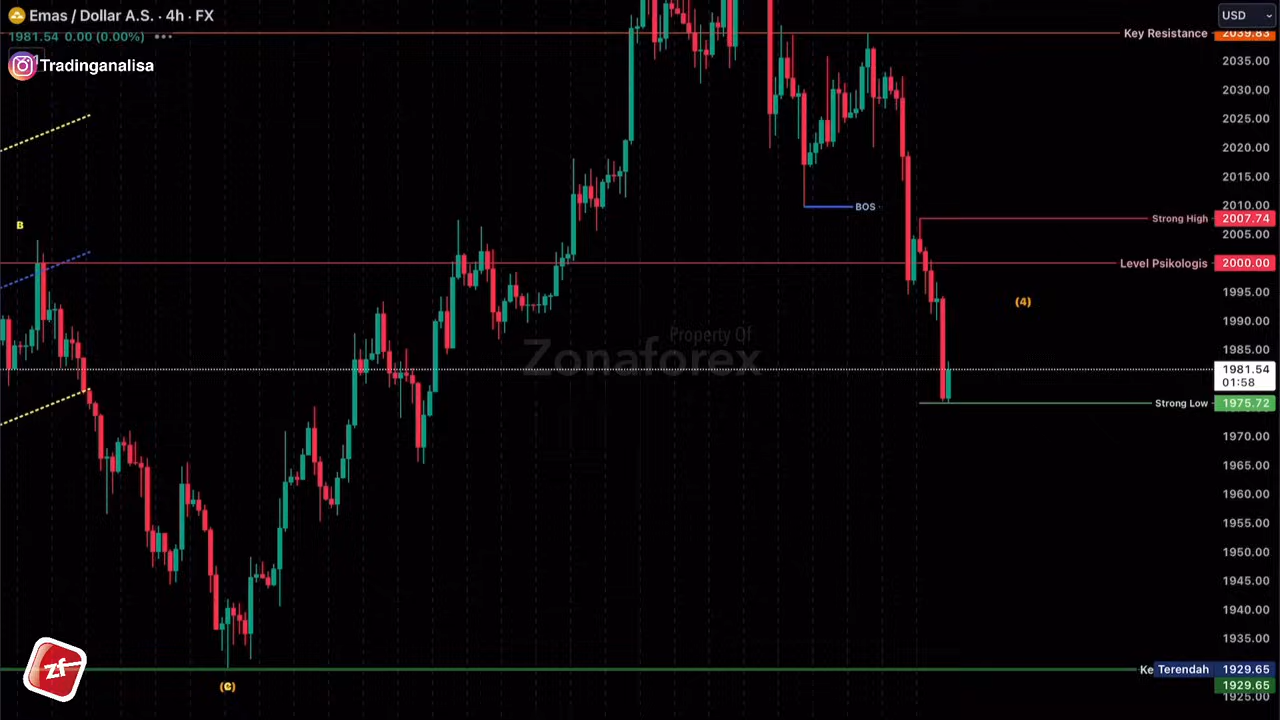 Emas / Dollar A.S. · 4h · FX
USD
1981.54 0.00 (0.00%) •••
Tradinganalisa
Key Resistance 2039.83
2035.00
2030.00
2025.00
2020.00
2015.00
2010.00
BOS
Strong High 2007.74
2005.00
B
Level Psikologis 2000.00
1995.00
(4)
1990.00
1985.00
Property Of
Zonaforex
1981.54
01:58
Strong Low 1975.72
1970.00
1965.00
1960.00
1955.00
1950.00
1945.00
1940.00
1935.00
zf
Ke Terendah 1929.65
1929.65
1925.00